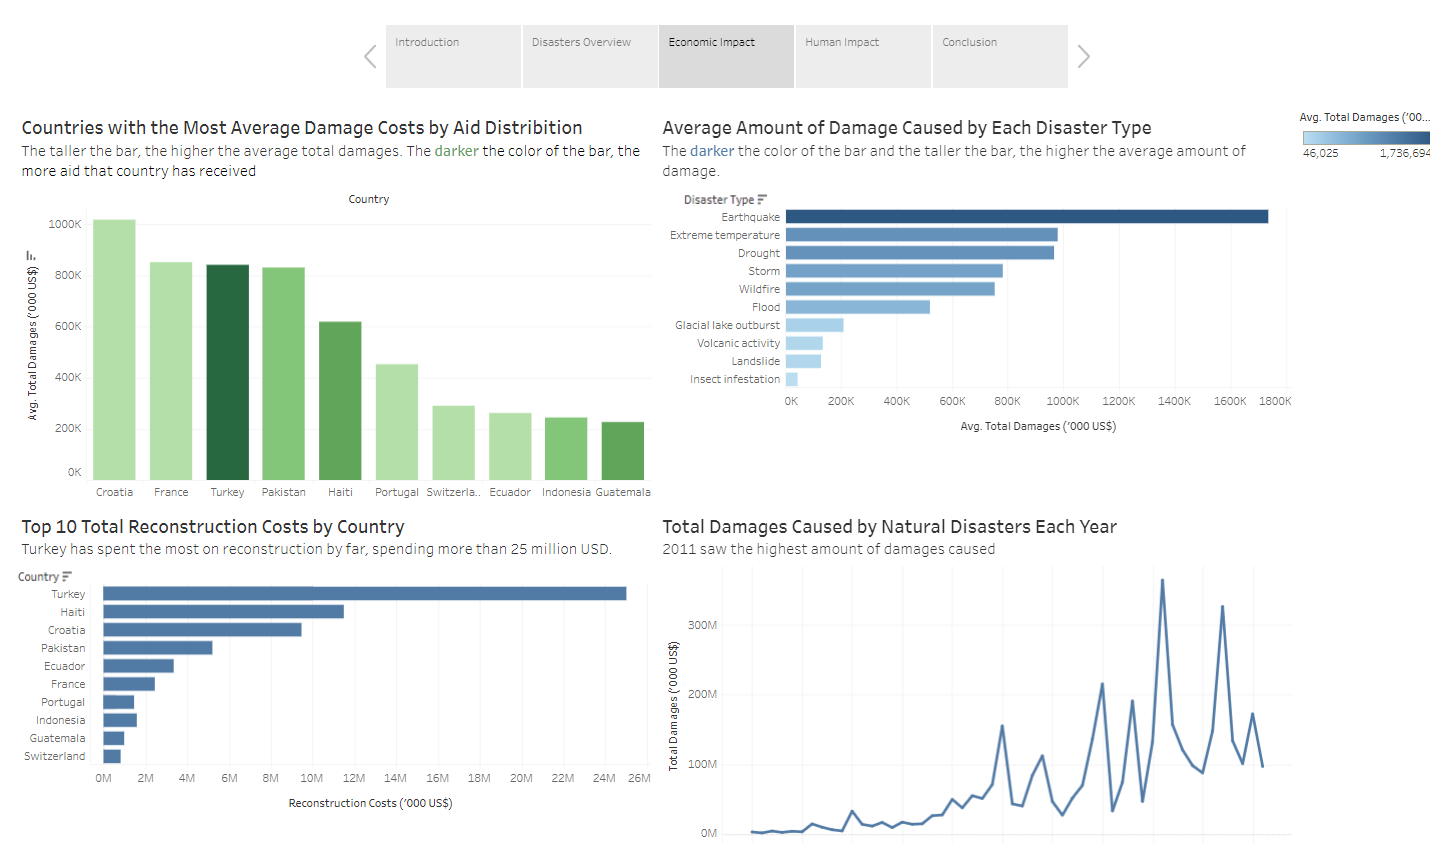 Introduction
Disasters Overview
Economic Impact
Human Impact
Conclusion
Countries with the Most Average Damage Costs by Aid Distribition
The taller the bar, the higher the average total damages. The darker the color of the bar, the
more aid that country has received
Country
Avg. Total Damages ('000 US$)
1000K
800K
600K
400K
200K
0K
Croatia
France
Turkey
Pakistan
Haiti
Portugal
Switzerla..
Ecuador
Indonesia
Guatemala
Average Amount of Damage Caused by Each Disaster Type
The darker the color of the bar and the taller the bar, the higher the average amount of
damage.
Disaster Type
Earthquake
Extreme temperature
Drought
Storm
Wildfire
Flood
Glacial lake outburst
Volcanic activity
Landslide
Insect infestation
0K
200K
400K
600K
800K
1000K
1200K
1400K
1600K
1800K
Avg. Total Damages ('000 US$)
Avg. Total Damages ('00...
46,025
1,736,694
Top 10 Total Reconstruction Costs by Country
Turkey has spent the most on reconstruction by far, spending more than 25 million USD.
Country
Turkey
Haiti
Croatia
Pakistan
Ecuador
France
Portugal
Indonesia
Guatemala
Switzerland
0M
2M
4M
6M
8M
10M
12M
14M
16M
18M
20M
22M
24M
26M
Reconstruction Costs ('000 US$)
Total Damages Caused by Natural Disasters Each Year
2011 saw the highest amount of damages caused
Total Damages ('000 US$)
300M
200M
100M
0M